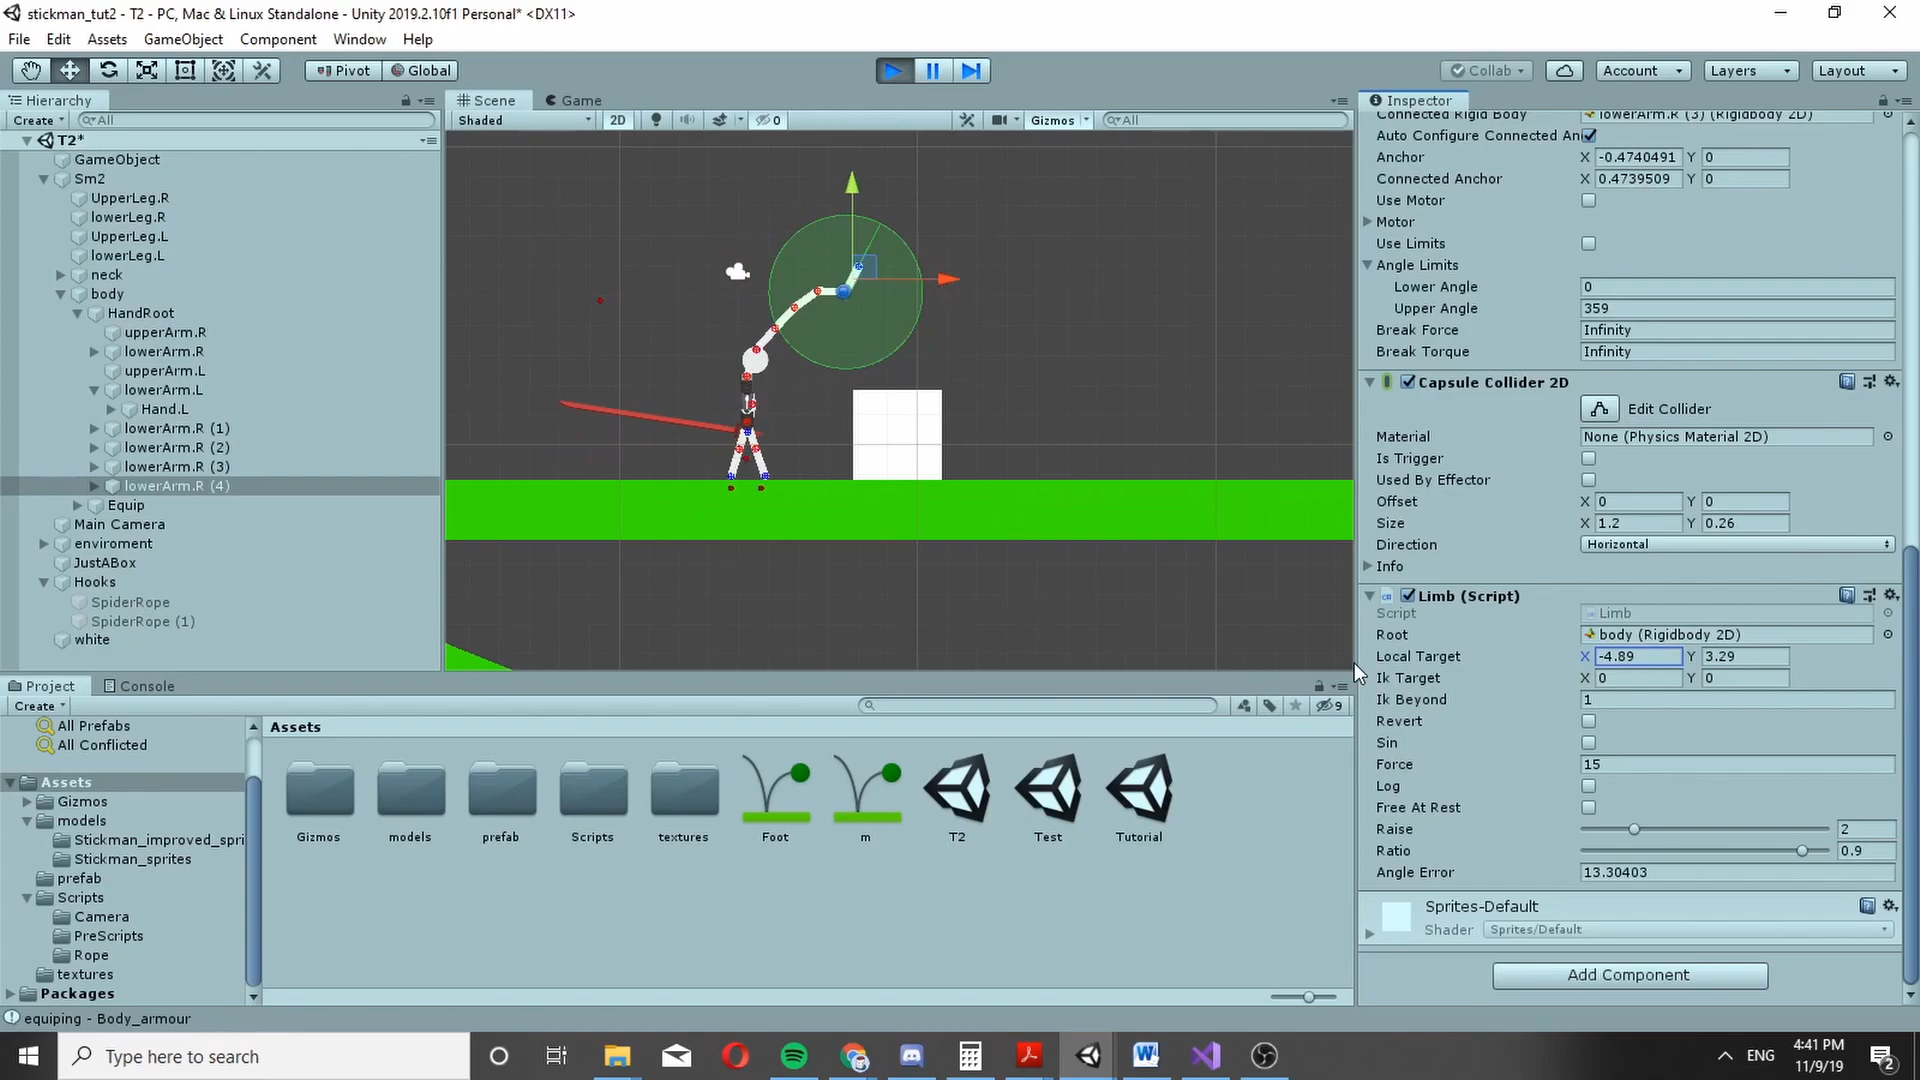 stickman_tut2 - T2 - PC, Mac & Linux Standalone - Unity 2019.2.10f1 Personal* <DX11>
File Edit Assets GameObject Component Window Help
Pivot Global Collab Account Layers Layout
Hierarchy
Create All
T2*
GameObject
Sm2
UpperLeg.R
lowerLeg.R
UpperLeg.L
lowerLeg.L
neck
body
HandRoot
upperArm.R
lowerArm.R
upperArm.L
lowerArm.L
Hand.L
lowerArm.R (1)
lowerArm.R (2)
lowerArm.R (3)
lowerArm.R (4)
Equip
Main Camera
enviroment
JustABox
Hooks
SpiderRope
SpiderRope (1)
white
Scene Game
Shaded 2D 0 Gizmos All
Inspector
Connected Rigid Body lowerArm.R (3) (Rigidbody 2D)
Auto Configure Connected An
Anchor X -0.4740491 Y 0
Connected Anchor X 0.4739509 Y 0
Use Motor
Motor
Use Limits
Angle Limits
Lower Angle 0
Upper Angle 359
Break Force Infinity
Break Torque Infinity
Capsule Collider 2D
Edit Collider
Material None (Physics Material 2D)
Is Trigger
Used By Effector
Offset X 0 Y 0
Size X 1.2 Y 0.26
Direction Horizontal
Info
Limb (Script)
Script Limb
Root body (Rigidbody 2D)
Local Target X -4.89 Y 3.29
Ik Target X 0 Y 0
Ik Beyond 1
Revert
Sin
Force 15
Log
Free At Rest
Raise 2
Ratio 0.9
Angle Error 13.30403
Sprites-Default
Shader Sprites/Default
Add Component
Project Console
Create 9
All Prefabs
All Conflicted
Assets
Gizmos
models
Stickman_improved_spri
Stickman_sprites
prefab
Scripts
Camera
PreScripts
Rope
textures
Packages
Assets
Gizmos models prefab Scripts textures Foot m T2 Test Tutorial
equiping - Body_armour
Type here to search
ENG
4:41 PM
11/9/19
2